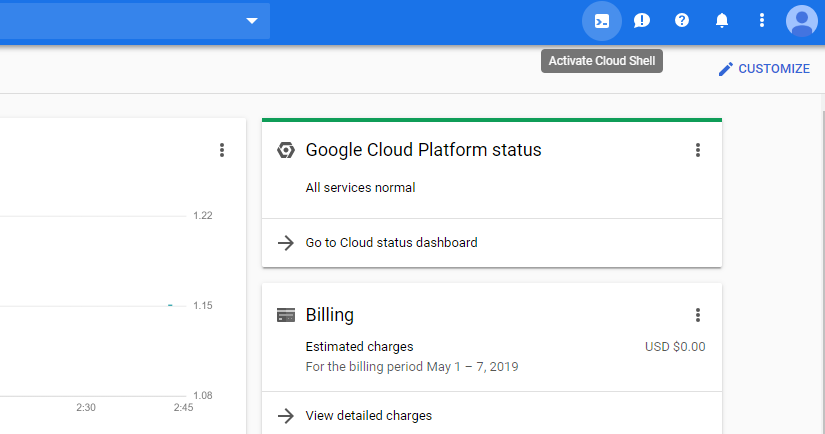 Activate Cloud Shell
CUSTOMIZE
1.22
1.15
1.08
2:30
2:45
Google Cloud Platform status
All services normal
Go to Cloud status dashboard
Billing
Estimated charges
USD $0.00
For the billing period May 1 – 7, 2019
View detailed charges